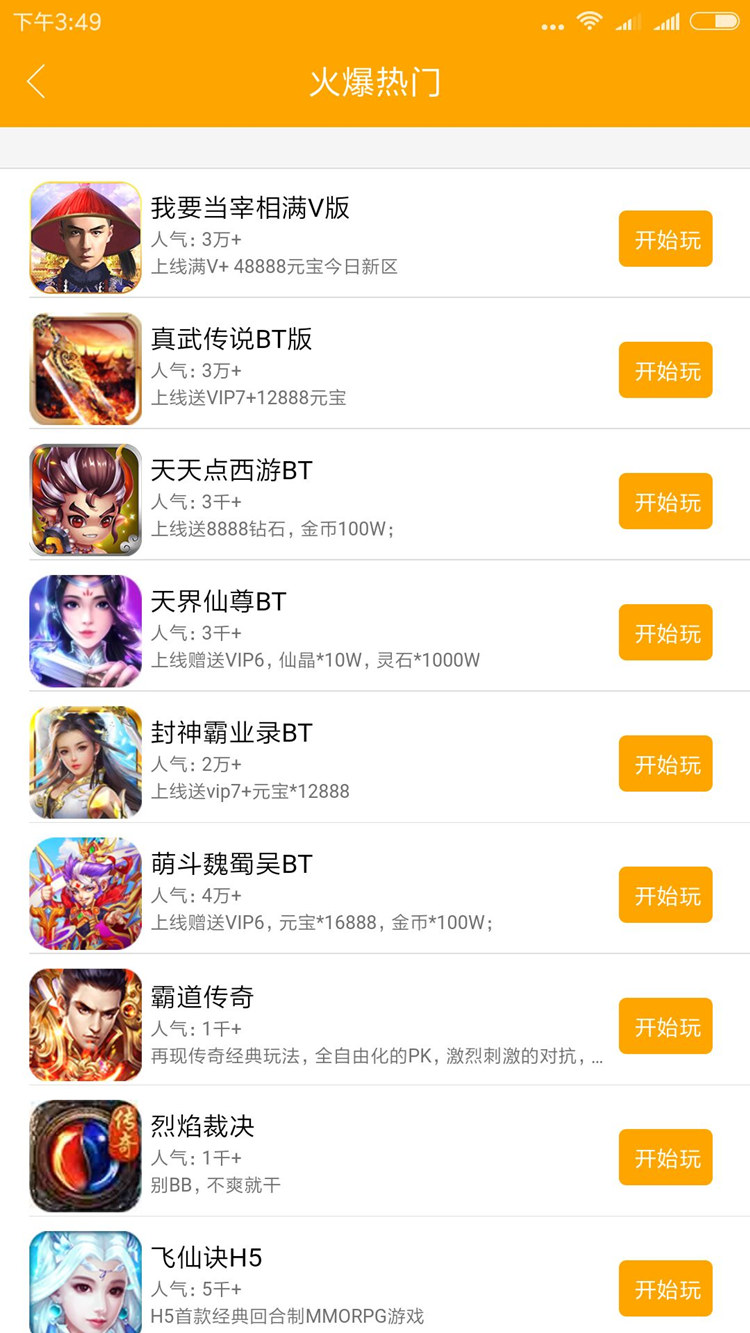 下午3:49
火爆热门
我要当宰相满V版
人气: 3万+
上线满V+ 48888元宝今日新区
开始玩
真武传说BT版
人气: 3万+
上线送VIP7+12888元宝
开始玩
天天点西游BT
人气: 3千+
上线送8888钻石, 金币100W;
开始玩
天界仙尊BT
人气: 3千+
上线赠送VIP6, 仙晶*10W, 灵石*1000W
开始玩
封神霸业录BT
人气: 2万+
上线送vip7+元宝*12888
开始玩
萌斗魏蜀吴BT
人气: 4万+
上线赠送VIP6, 元宝*16888, 金币*100W;
开始玩
霸道传奇
人气: 1千+
再现传奇经典玩法, 全自由化的PK, 激烈刺激的对抗, ...
开始玩
传奇
烈焰裁决
人气: 1千+
别BB, 不爽就干
开始玩
飞仙诀H5
人气: 5千+
H5首款经典回合制MMORPG游戏
开始玩